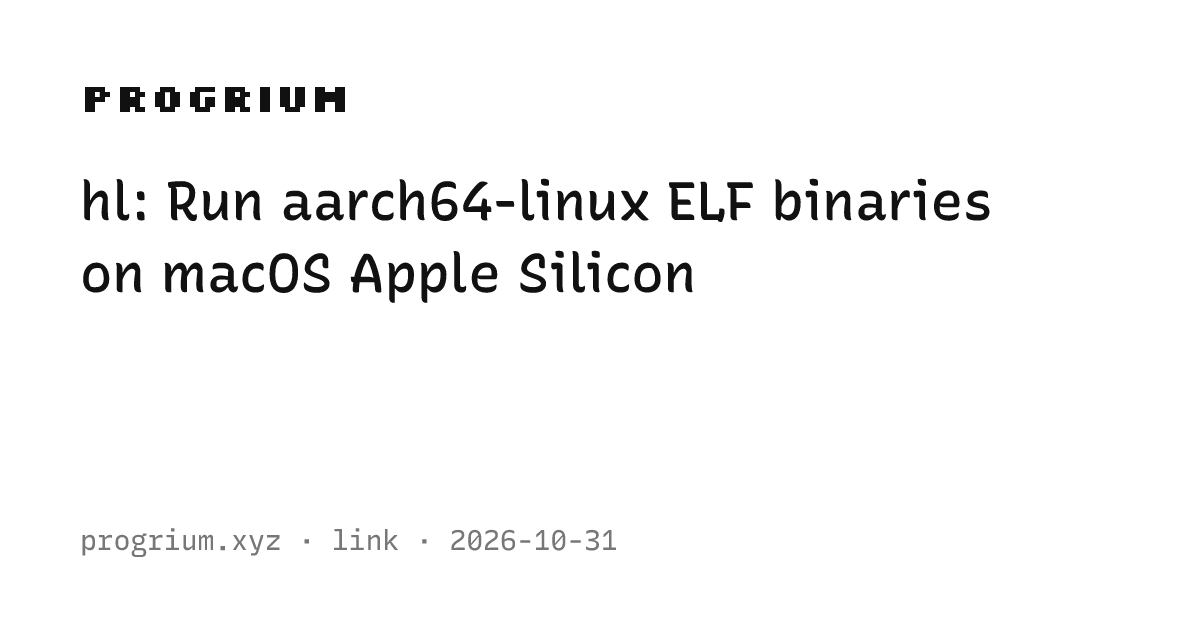 PROGRIUM
hl: Run aarch64-linux ELF binaries
on macOS Apple Silicon
progrium.xyz · link · 2026-10-31